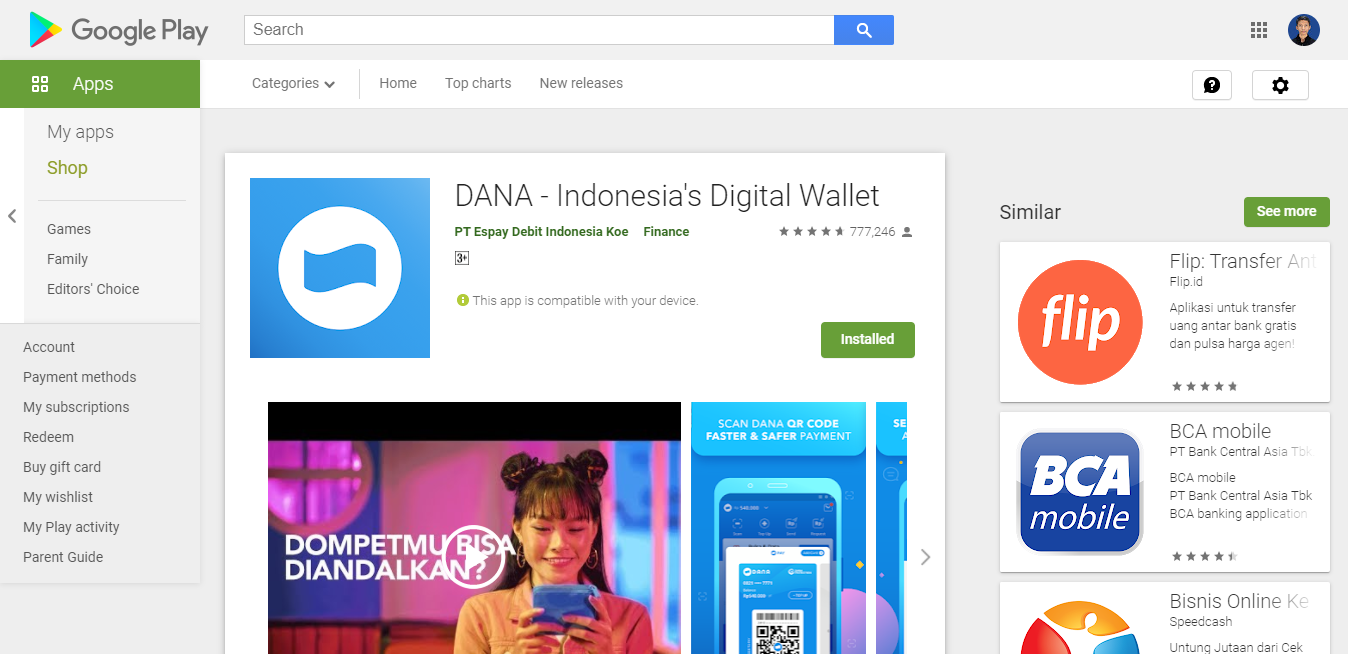 Google Play
Search
Apps
Categories
Home
Top charts
New releases
My apps
Shop
Games
Family
Editors' Choice
Account
Payment methods
My subscriptions
Redeem
Buy gift card
My wishlist
My Play activity
Parent Guide
DANA - Indonesia's Digital Wallet
PT Espay Debit Indonesia Koe Finance
777,246
3+
This app is compatible with your device.
Installed
DOMPETMU BISA
DIANDALKAN?
SCAN DANA QR CODE
FASTER & SAFER PAYMENT
DANA
SE
Similar
See more
flip
Flip: Transfer Ant
Flip.id
Aplikasi untuk transfer
uang antar bank gratis
dan pulsa harga agen!
BCA
mobile
BCA mobile
PT Bank Central Asia Tbk
BCA mobile
PT Bank Central Asia Tbk
BCA banking application
Bisnis Online Ke
Speedcash
Untung Jutaan dari Cek